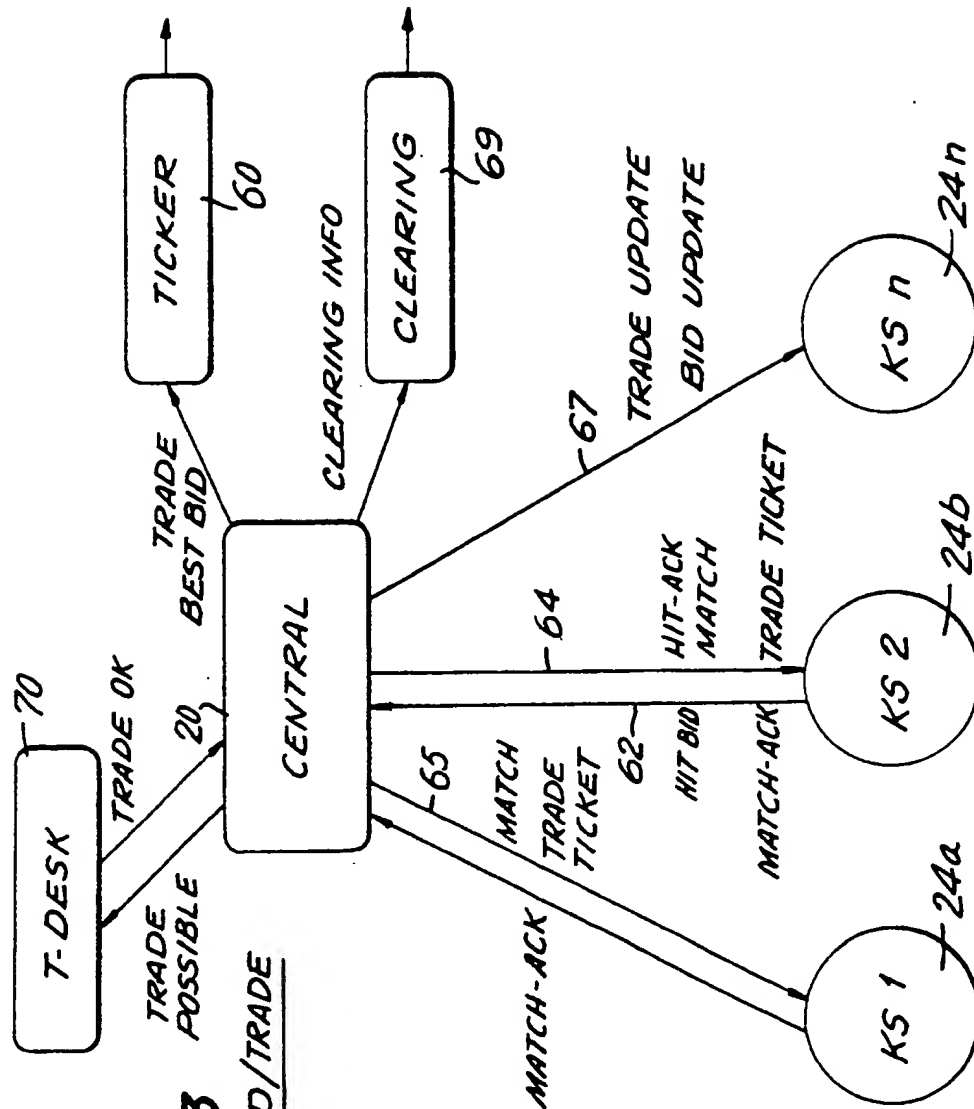 70
T-DESK
TRADE OK
TRADE
POSSIBLE
3
D/TRADE
20
CENTRAL
TRADE
BEST BID
TICKER
60
CLEARING INFO
CLEARING
69
65
MATCH
TRADE
TICKET
MATCH-ACK
62
HIT BID
MATCH-ACK
64
HIT-ACK
MATCH
TRADE TICKET
67
TRADE UPDATE
BID UPDATE
KS 1
24a
KS 2
24b
KS n
24n